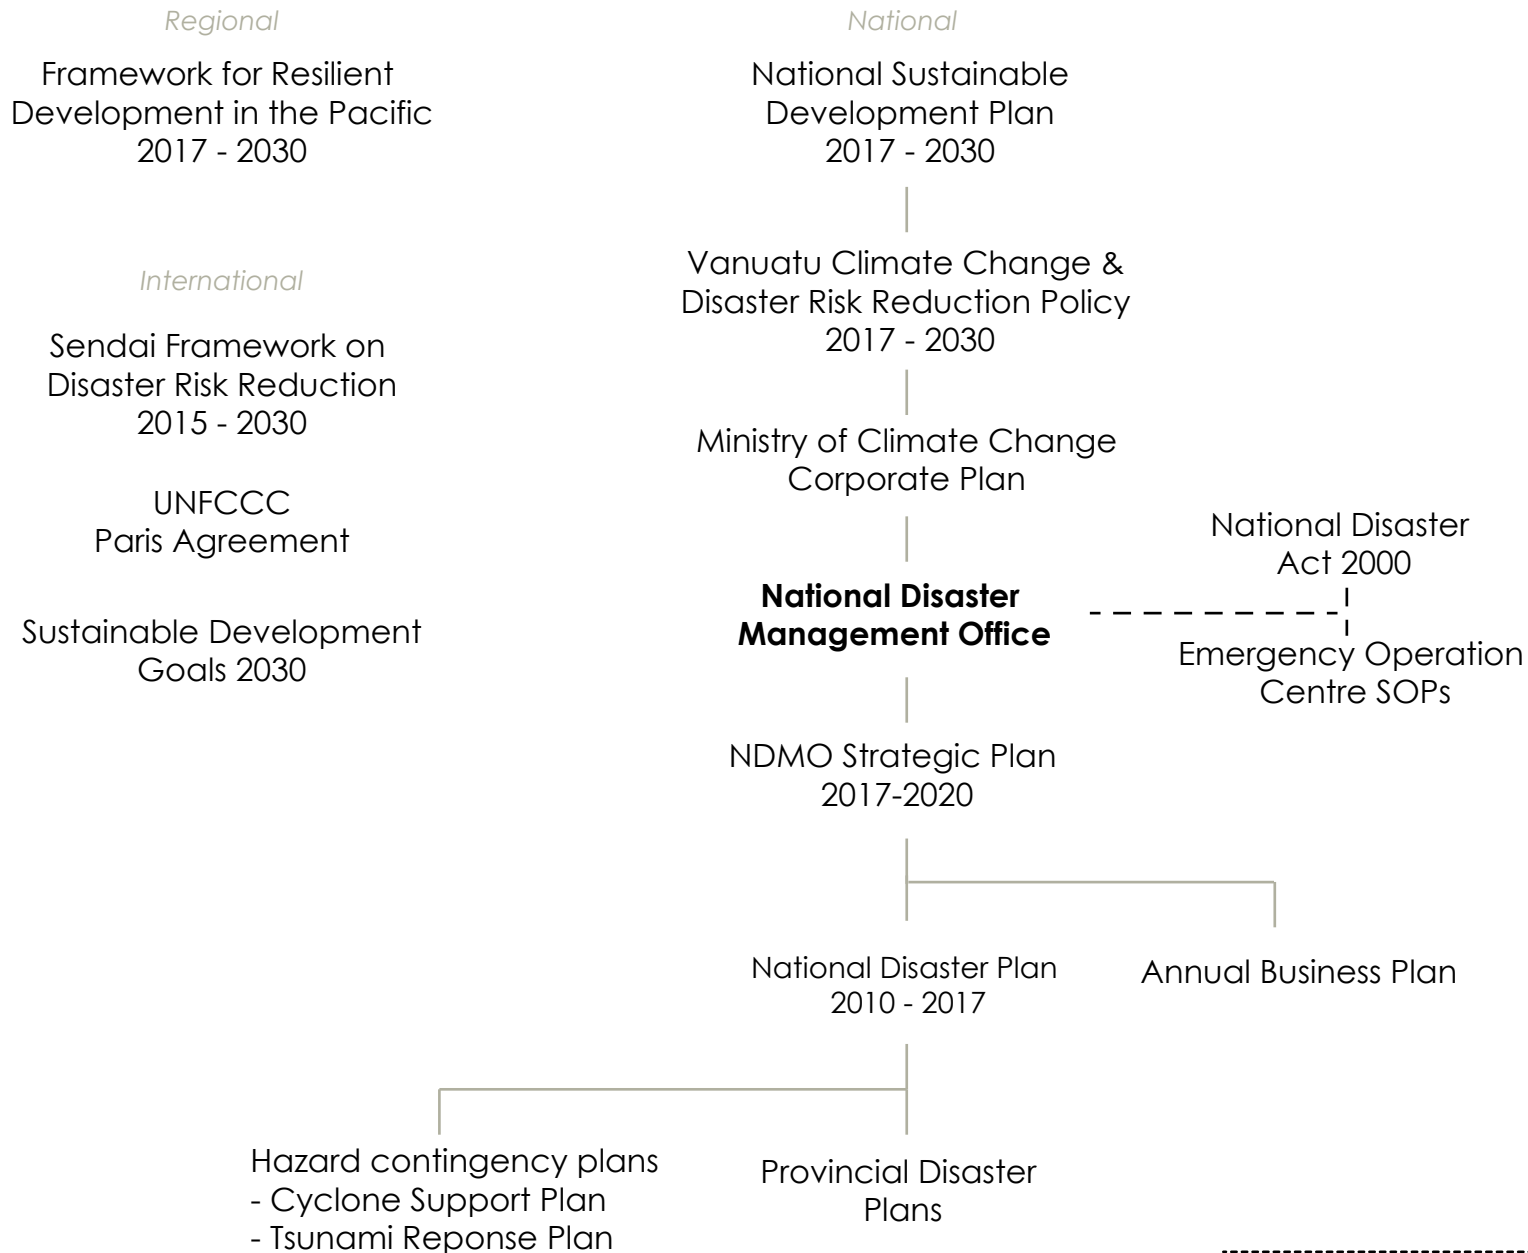 Regional
Framework for Resilient
Development in the Pacific
2017 - 2030
International
Sendai Framework on
Disaster Risk Reduction
2015 - 2030
UNFCCC
Paris Agreement
Sustainable Development
Goals 2030
National
National Sustainable
Development Plan
2017 - 2030
Vanuatu Climate Change &
Disaster Risk Reduction Policy
2017 - 2030
Ministry of Climate Change
Corporate Plan
National Disaster
Management Office
National Disaster
Act 2000
Emergency Operation
Centre SOPs
NDMO Strategic Plan
2017-2020
National Disaster Plan
2010 - 2017
Annual Business Plan
Hazard contingency plans
- Cyclone Support Plan
- Tsunami Reponse Plan
Provincial Disaster
Plans